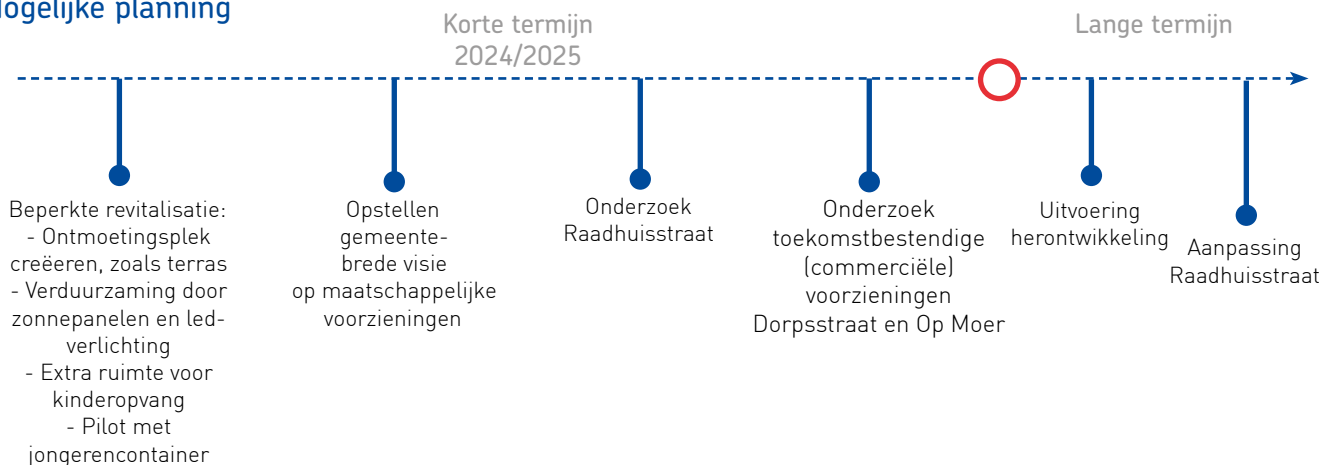 Mogelijke planning
Korte termijn
2024/2025
Lange termijn
Beperkte revitalisatie:
- Ontmoetingsplek
creëeren, zoals terras
- Verduurzaming door
zonnepanelen en led-
verlichting
- Extra ruimte voor
kinderopvang
- Pilot met
jongerencontainer
Opstellen
gemeente-
brede visie
op maatschappelijke
voorzieningen
Onderzoek
Raadhuisstraat
Onderzoek
toekomstbestendige
(commerciële)
voorzieningen
Dorpsstraat en Op Moer
Uitvoering
herontwikkeling
Aanpassing
Raadhuisstraat